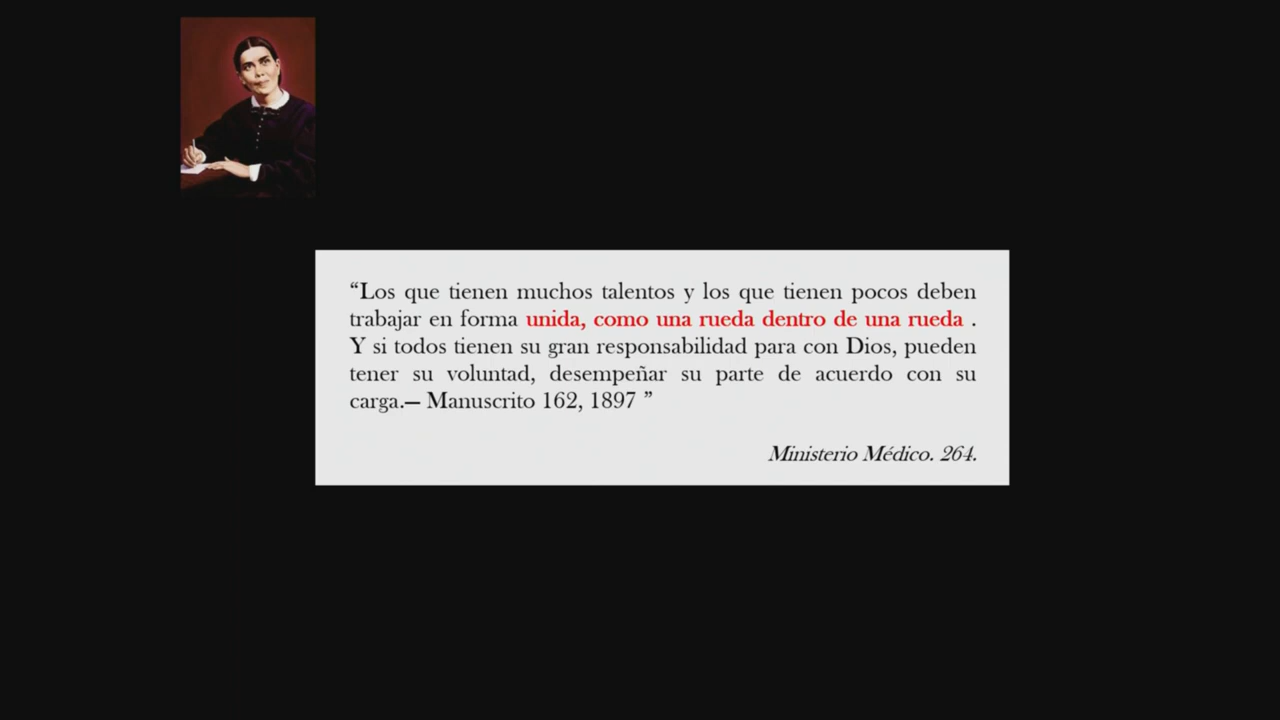 “Los que tienen muchos talentos y los que tienen pocos deben
trabajar en forma unida, como una rueda dentro de una rueda .
Y si todos tienen su gran responsabilidad para con Dios, pueden
tener su voluntad, desempeñar su parte de acuerdo con su
carga.— Manuscrito 162, 1897 ”
Ministerio Médico. 264.